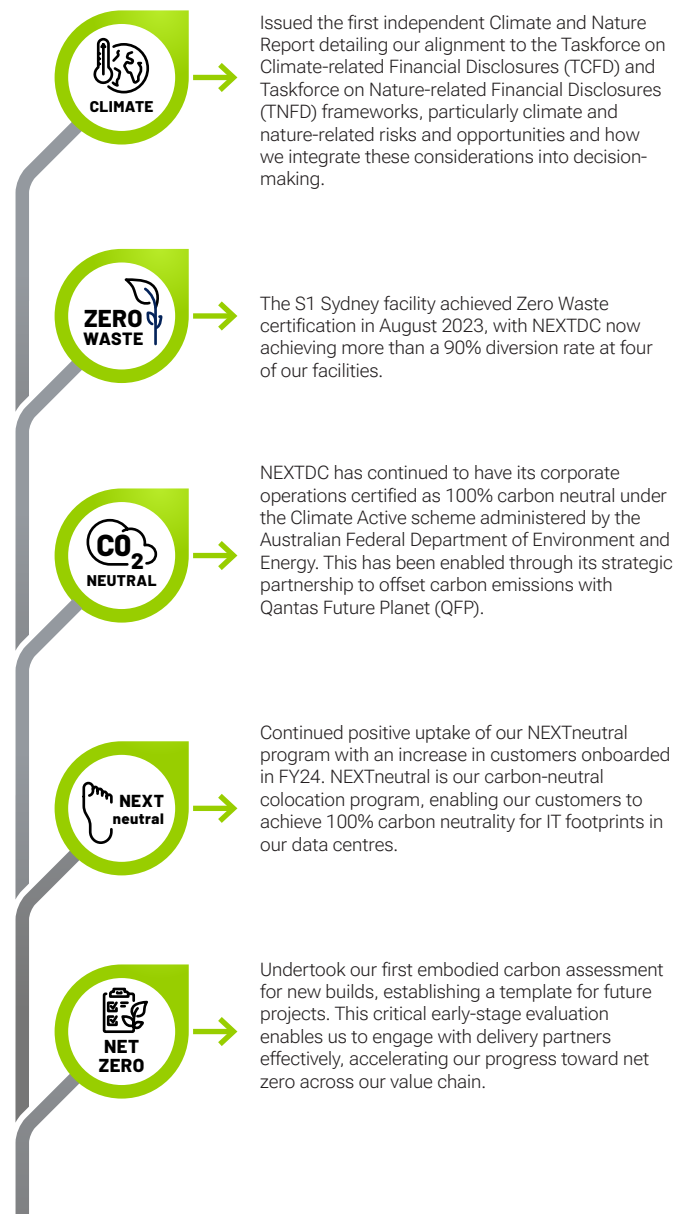 CLIMATE
Issued the first independent Climate and Nature
Report detailing our alignment to the Taskforce on
Climate-related Financial Disclosures (TCFD) and
Taskforce on Nature-related Financial Disclosures
(TNFD) frameworks, particularly climate and
nature-related risks and opportunities and how
we integrate these considerations into decision-
making.
ZERO
WASTE
The S1 Sydney facility achieved Zero Waste
certification in August 2023, with NEXTDC now
achieving more than a 90% diversion rate at four
of our facilities.
CO2
NEUTRAL
NEXTDC has continued to have its corporate
operations certified as 100% carbon neutral under
the Climate Active scheme administered by the
Australian Federal Department of Environment and
Energy. This has been enabled through its strategic
partnership to offset carbon emissions with
Qantas Future Planet (QFP).
NEXT
neutral
Continued positive uptake of our NEXTneutral
program with an increase in customers onboarded
in FY24. NEXTneutral is our carbon-neutral
colocation program, enabling our customers to
achieve 100% carbon neutrality for IT footprints in
our data centres.
NET
ZERO
Undertook our first embodied carbon assessment
for new builds, establishing a template for future
projects. This critical early-stage evaluation
enables us to engage with delivery partners
effectively, accelerating our progress toward net
zero across our value chain.